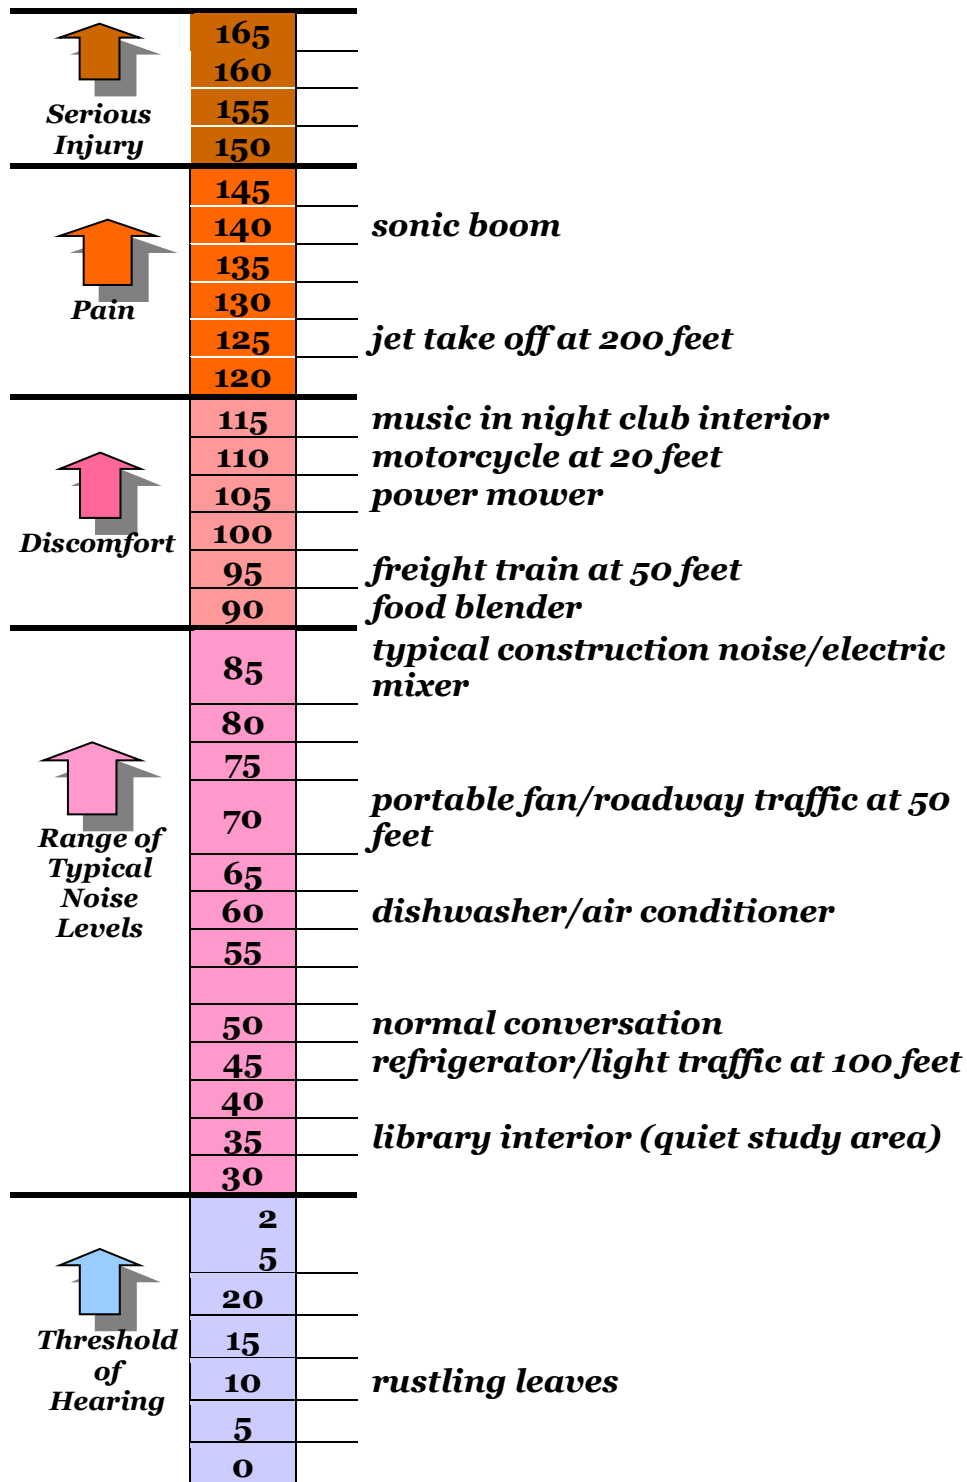 165
160
155
Serious
Injury
150
145
140 sonic boom
135
130
Pain
125 jet take off at 200 feet
120
115 music in night club interior
110 motorcycle at 20 feet
105 power mower
100
Discomfort
95 freight train at 50 feet
90 food blender
85 typical construction noise/electric
mixer
80
75
70 portable fan/roadway traffic at 50
feet
Range of
Typical
Noise
Levels
65
60 dishwasher/air conditioner
55
50 normal conversation
45 refrigerator/light traffic at 100 feet
40
35 library interior (quiet study area)
30
2
5
20
Threshold
of
Hearing
15
10 rustling leaves
5
0